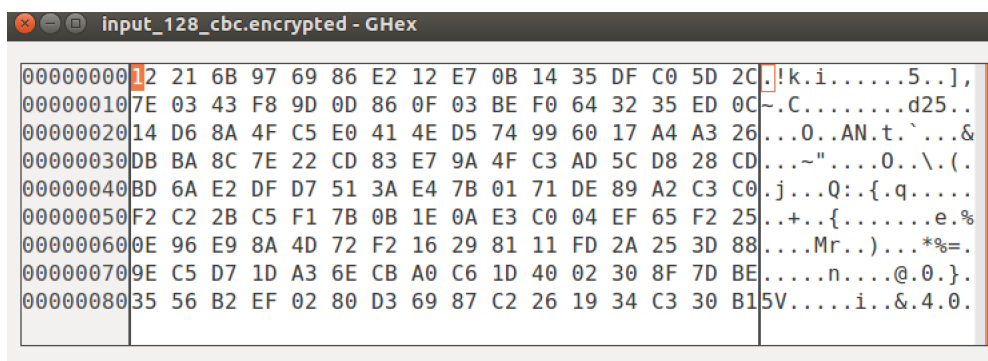 input_128_cbc.encrypted - GHex
00000000 12 21 6B 97 69 86 E2 12 E7 0B 14 35 DF C0 5D 2C .!k.i......5..],
00000010 7E 03 43 F8 9D 0D 86 0F 03 BE F0 64 32 35 ED 0C ~.C........d25..
00000020 14 D6 8A 4F C5 E0 41 4E D5 74 99 60 17 A4 A3 26 ...O..AN.t.`...&
00000030 DB BA 8C 7E 22 CD 83 E7 9A 4F C3 AD 5C D8 28 CD ...~"....O..\.(.
00000040 BD 6A E2 DF D7 51 3A E4 7B 01 71 DE 89 A2 C3 C0 .j...Q:.{.q.....
00000050 F2 C2 2B C5 F1 7B 0B 1E 0A E3 C0 04 EF 65 F2 25 ..+..{.......e.%
00000060 0E 96 E9 8A 4D 72 F2 16 29 81 11 FD 2A 25 3D 88 ....Mr..)...*%=.
00000070 9E C5 D7 1D A3 6E CB A0 C6 1D 40 02 30 8F 7D BE .....n....@.0.}.
00000080 35 56 B2 EF 02 80 D3 69 87 C2 26 19 34 C3 30 B1 5V.....i..&.4.0.